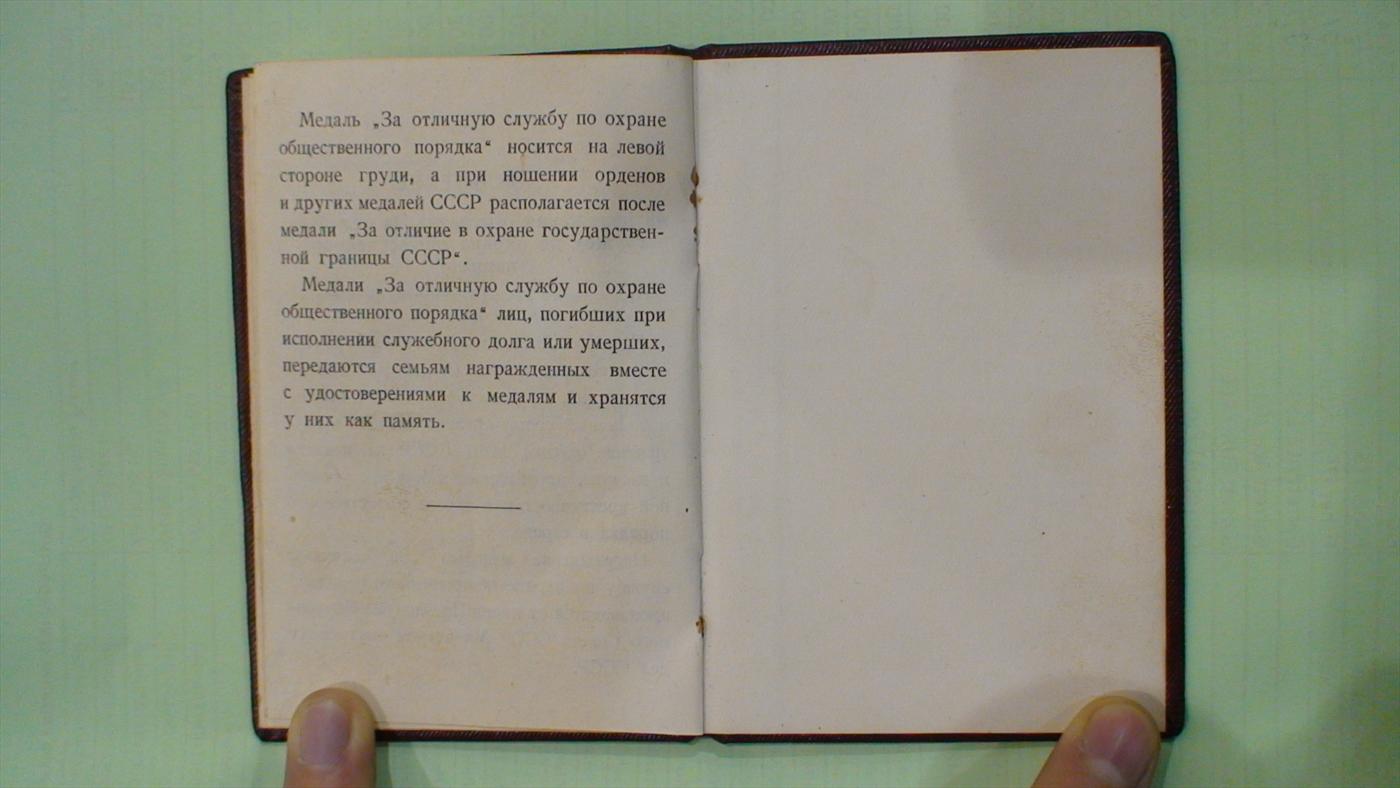 Медаль „За отличную службу по охране
общественного порядка“ носится на левой
стороне груди, а при ношении орденов
и других медалей СССР располагается после
медали „За отличие в охране государствен-
ной границы СССР“.
Медали „За отличную службу по охране
общественного порядка“ лиц, погибших при
исполнении служебного долга или умерших,
передаются семьям награжденных вместе
с удостоверениями к медалям и хранятся
у них как память.